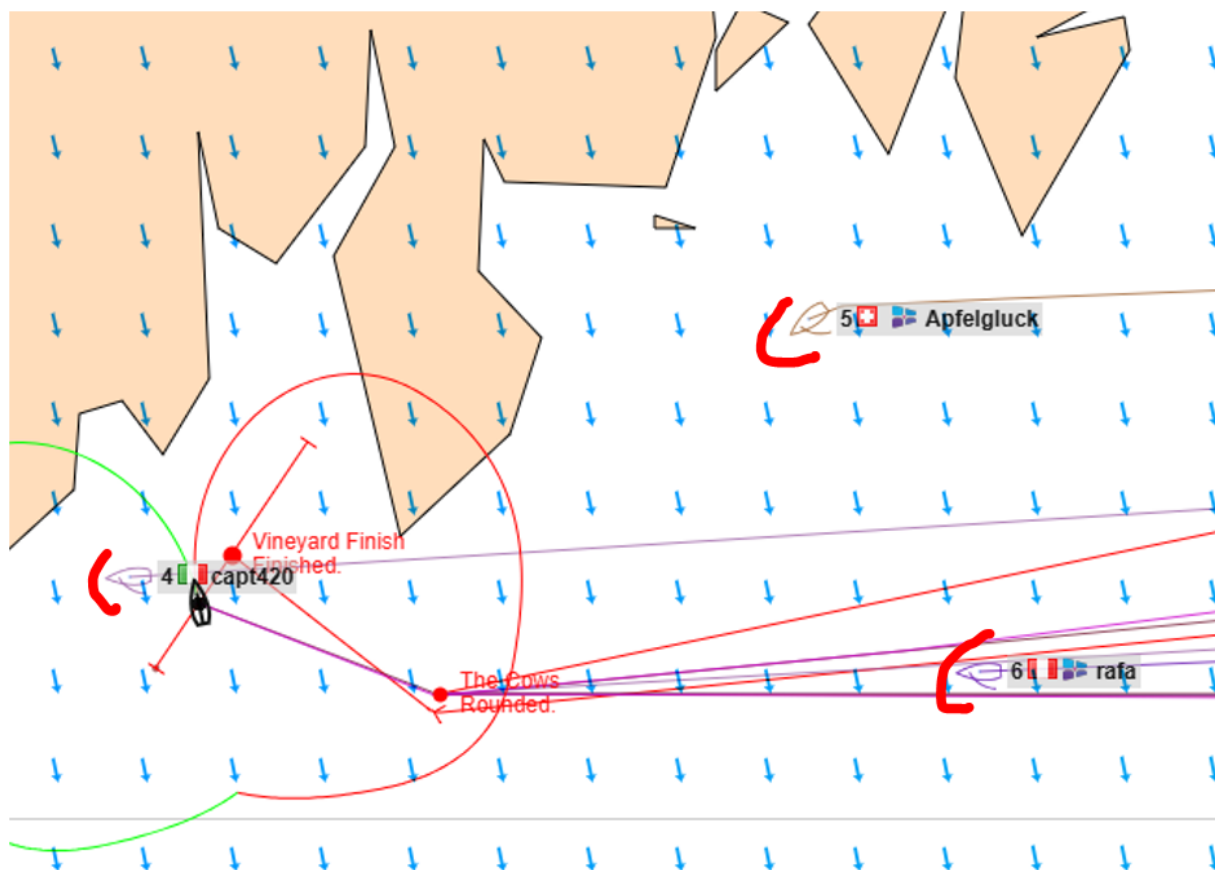 5 Apfelgluck
Vineyard Finish
Finished.
4 capt420
The Cows
Rounded.
6 rafa